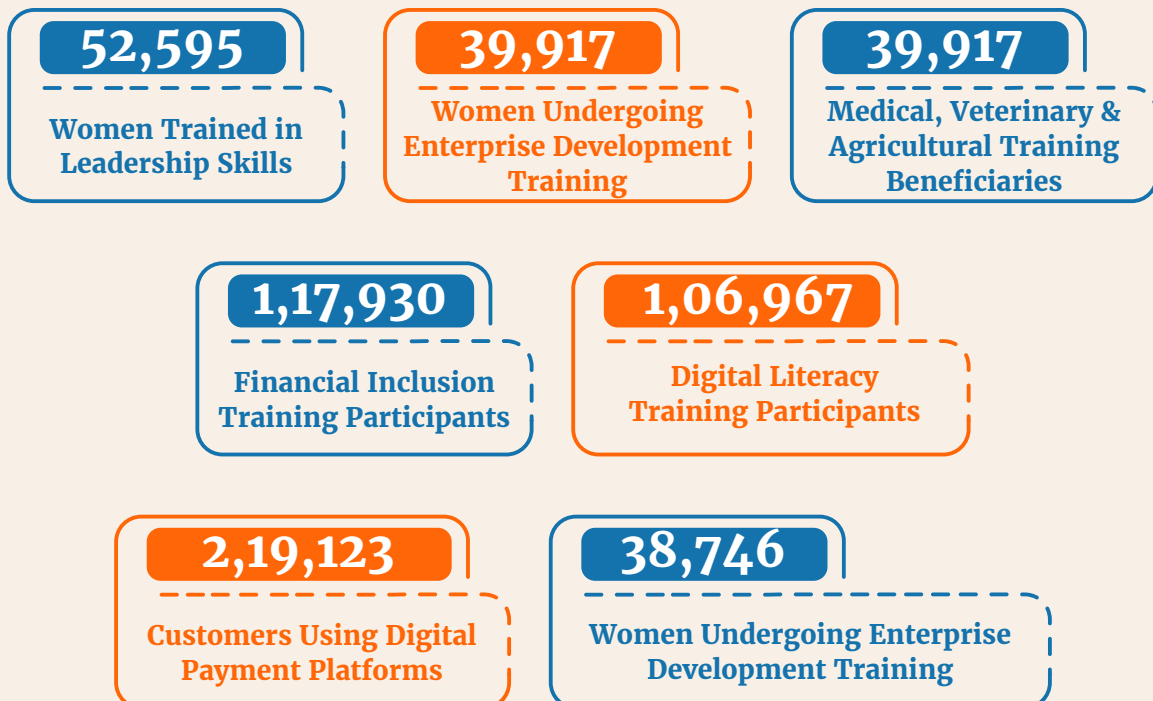 52,595
Women Trained in
Leadership Skills
39,917
Women Undergoing
Enterprise Development
Training
39,917
Medical, Veterinary &
Agricultural Training
Beneficiaries
1,17,930
Financial Inclusion
Training Participants
1,06,967
Digital Literacy
Training Participants
2,19,123
Customers Using Digital
Payment Platforms
38,746
Women Undergoing Enterprise
Development Training